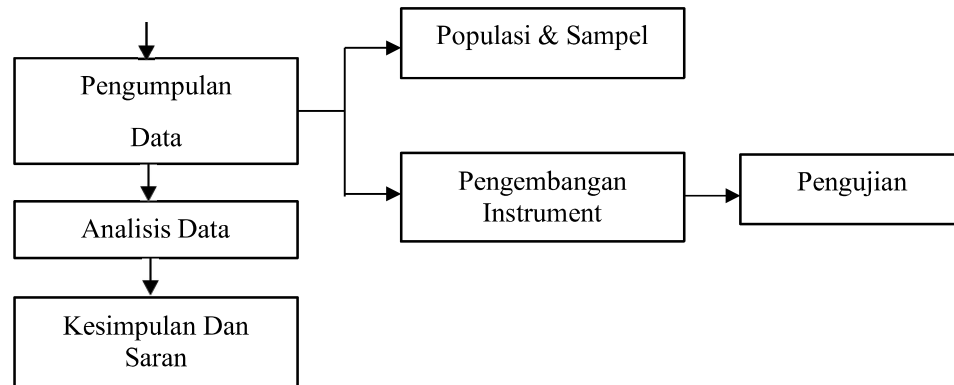 Populasi & Sampel
Pengumpulan
Data
Pengembangan
Instrument
Pengujian
Analisis Data
Kesimpulan Dan
Saran